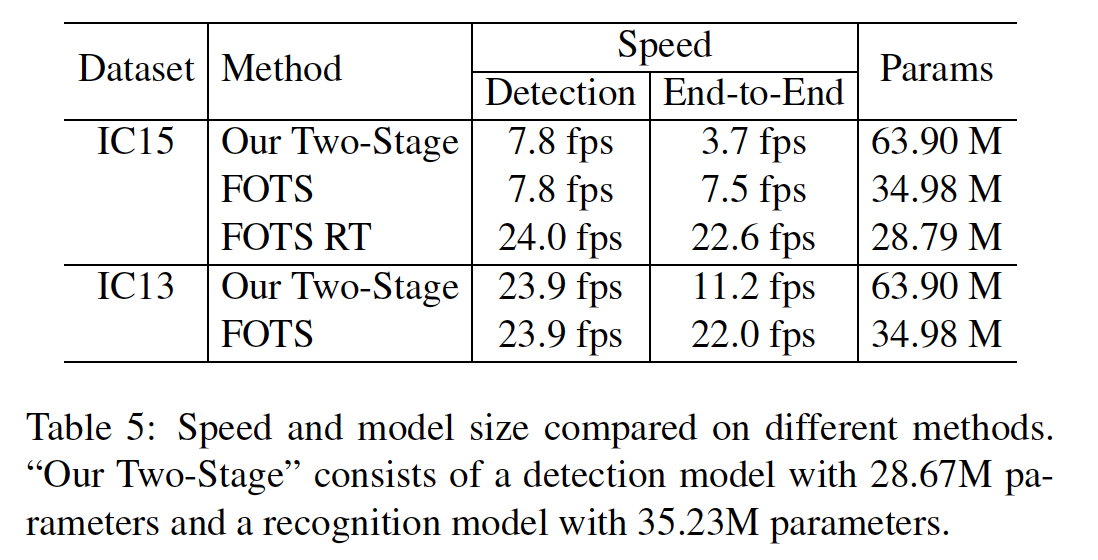 Dataset Method Speed Params
Detection End-to-End
IC15 Our Two-Stage 7.8 fps 3.7 fps 63.90 M
FOTS 7.8 fps 7.5 fps 34.98 M
FOTS RT 24.0 fps 22.6 fps 28.79 M
IC13 Our Two-Stage 23.9 fps 11.2 fps 63.90 M
FOTS 23.9 fps 22.0 fps 34.98 M
Table 5: Speed and model size compared on different methods.
“Our Two-Stage” consists of a detection model with 28.67M pa-
rameters and a recognition model with 35.23M parameters.